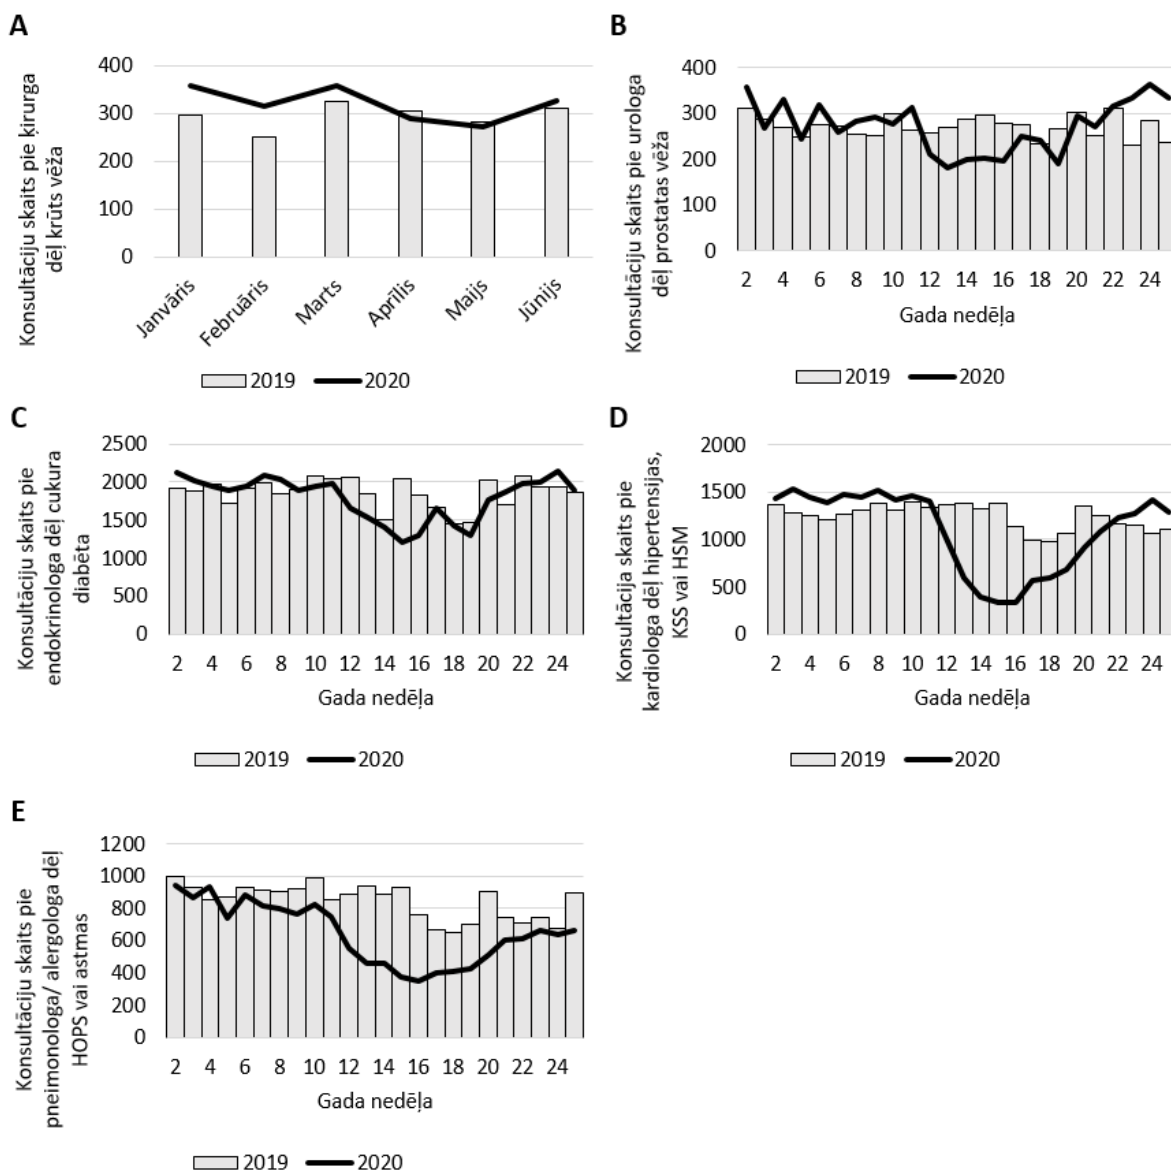 A
Konsultāciju skaits pie ķirurga
dēļ krūts vēža
400
300
200
100
0
Janvāris
Februāris
Marts
Aprīlis
Maijs
Jūnijs
2019
2020
B
Konsultāciju skaits pie urologa
dēļ prostatas vēža
400
300
200
300
100
0
2 4 6 8 10 12 14 16 18 20 22 24
Gada nedēļa
2019
2020
C
Konsultāciju skaits pie
endokrinologa dēļ cukura
diabēta
2500
2000
1500
1000
500
0
2 4 6 8 10 12 14 16 18 20 22 24
Gada nedēļa
2019
2020
D
Konsultācija skaits pie
kardiologa dēļ hipertensijas,
KSS vai HSM
2000
1500
1000
500
0
2 4 6 8 10 12 14 16 18 20 22 24
Gada nedēļa
2019
2020
E
Konsultāciju skaits pie
pneimonologa/ alergologa dēļ
HOPS vai astmas
1200
1000
800
600
400
200
0
2 4 6 8 10 12 14 16 18 20 22 24
Gada nedēļa
2019
2020